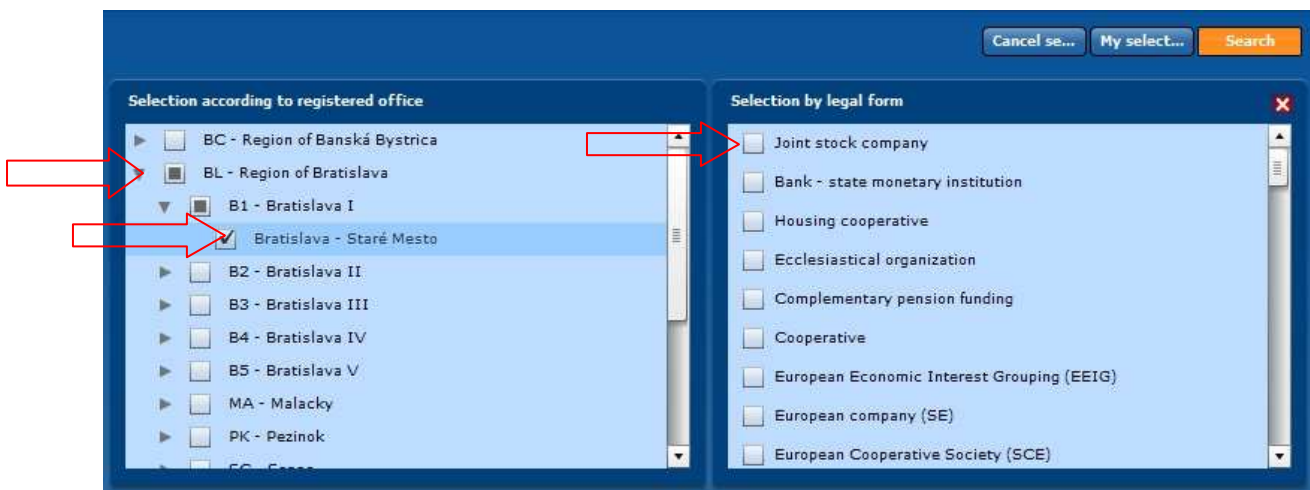 Cancel se... My select... Search
Selection according to registered office
BC - Region of Banská Bystrica
BL - Region of Bratislava
B1 - Bratislava I
Bratislava - Staré Mesto
B2 - Bratislava II
B3 - Bratislava III
B4 - Bratislava IV
B5 - Bratislava V
MA - Malacky
PK - Pezinok
Selection by legal form
Joint stock company
Bank - state monetary institution
Housing cooperative
Ecclesiastical organization
Complementary pension funding
Cooperative
European Economic Interest Grouping (EEIG)
European company (SE)
European Cooperative Society (SCE)